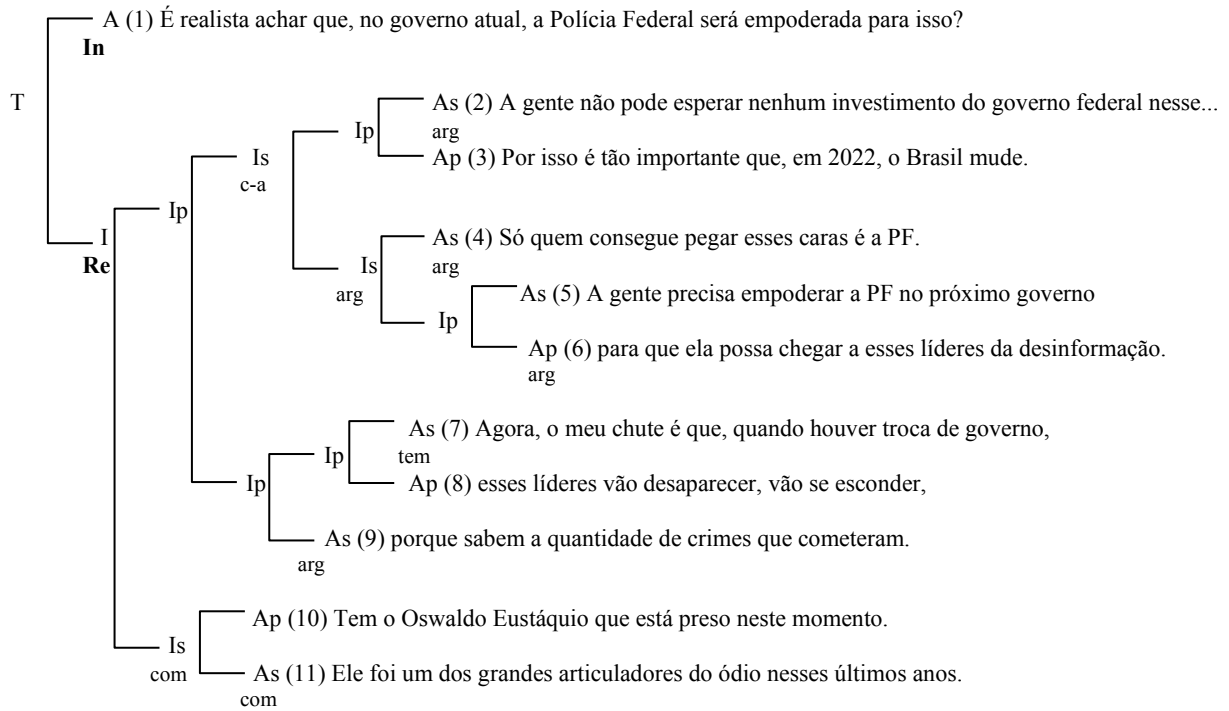 A (1) É realista achar que, no governo atual, a Polícia Federal será empoderada para isso?
In
T
As (2) A gente não pode esperar nenhum investimento do governo federal nesse...
Ip
arg
Ap (3) Por isso é tão importante que, em 2022, o Brasil mude.
Is
c-a
Ip
I
Re
As (4) Só quem consegue pegar esses caras é a PF.
Is
arg
arg
As (5) A gente precisa empoderar a PF no próximo governo
Ip
Ap (6) para que ela possa chegar a esses líderes da desinformação.
arg
As (7) Agora, o meu chute é que, quando houver troca de governo,
Ip
tem
Ip
Ap (8) esses líderes vão desaparecer, vão se esconder,
As (9) porque sabem a quantidade de crimes que cometeram.
arg
Ap (10) Tem o Oswaldo Eustáquio que está preso neste momento.
Is
com
As (11) Ele foi um dos grandes articuladores do ódio nesses últimos anos.
com